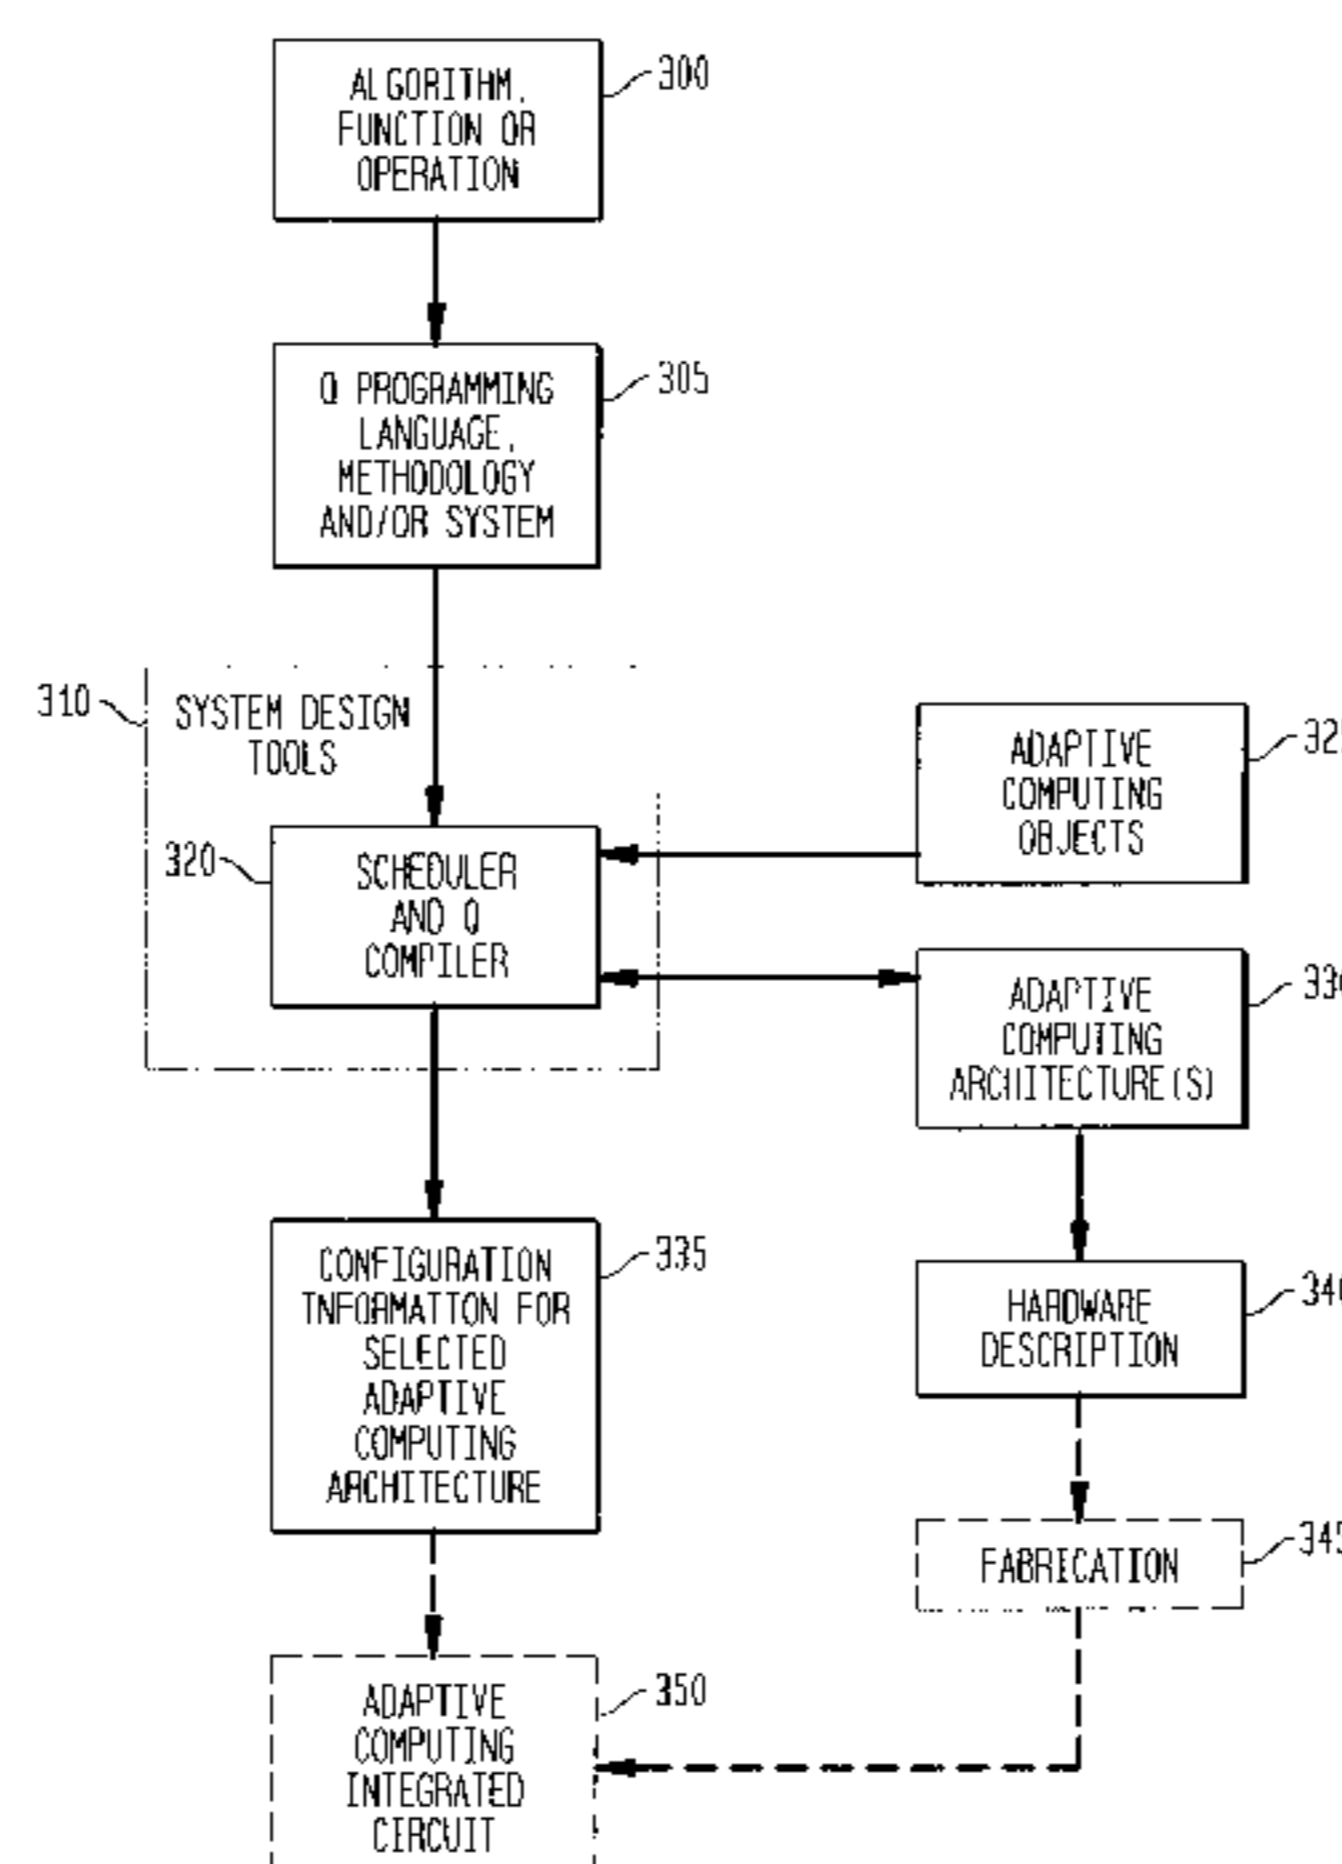 ALGORITHM,
FUNCTION OR
OPERATION
300
Q PROGRAMMING
LANGUAGE,
METHODOLOGY
AND/OR SYSTEM
305
310
SYSTEM DESIGN
TOOLS
320
SCHEDULER
AND Q
COMPILER
ADAPTIVE
COMPUTING
OBJECTS
ADAPTIVE
COMPUTING
ARCHITECTURE(S)
CONFIGURATION
INFORMATION FOR
SELECTED
ADAPTIVE
COMPUTING
ARCHITECTURE
335
HARDWARE
DESCRIPTION
FABRICATION
ADAPTIVE
COMPUTING
INTEGRATED
CIRCUIT
350